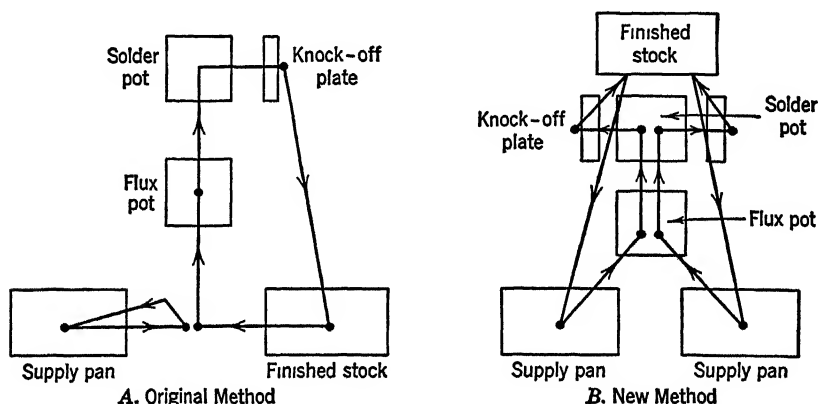 Solder
pot
Knock-off
plate
Flux
pot
Supply pan
Finished stock
A. Original Method
Finished
stock
Knock-off
plate
Solder
pot
Flux pot
Supply pan
Supply pan
B. New Method